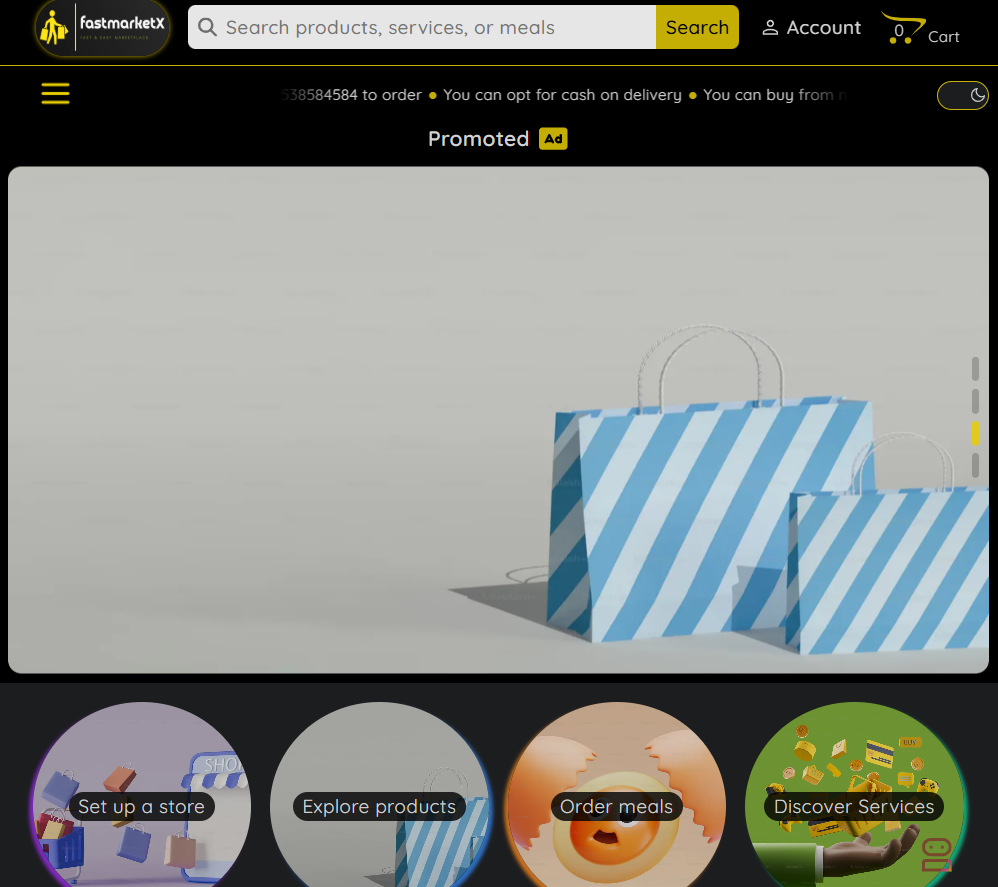 fastmarketX
FAST & EASY MARKETPLACE
Search products, services, or meals
Search
Account
0
Cart
538584584 to order ● You can opt for cash on delivery ● You can buy from
Promoted Ad
SHO
BUY
Set up a store
Explore products
Order meals
Discover Services